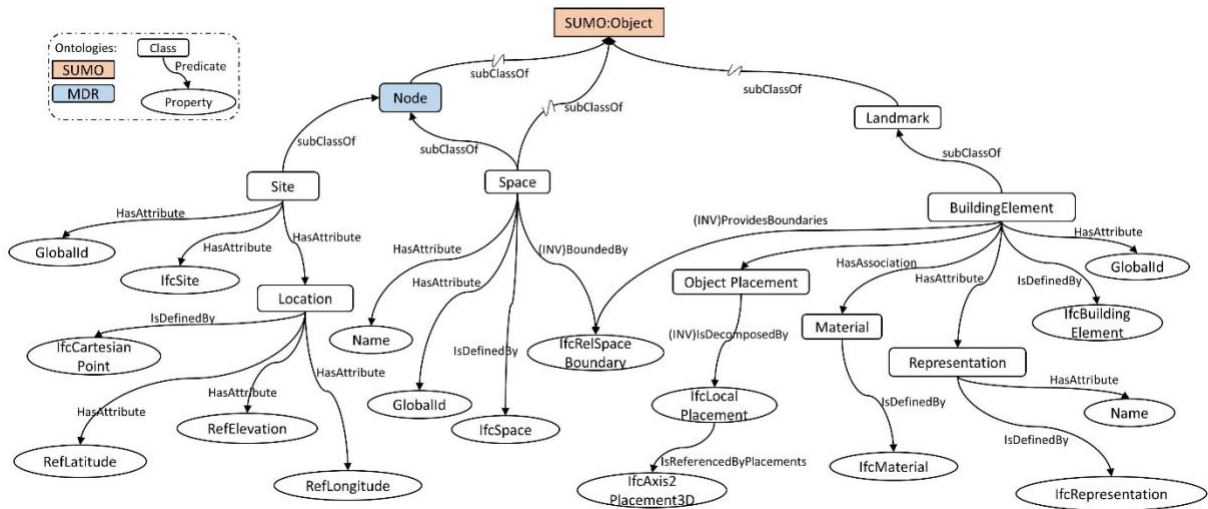 SUMO:Object
Ontologies:
Class
SUMO
Predicate
MDR
Property
subClassOf
subClassOf
subClassOf
Node
Landmark
subClassOf
subClassOf
subClassOf
Site
Space
BuildingElement
HasAttribute
HasAttribute
HasAttribute
GlobalId
IfcSite
Location
HasAttribute
HasAttribute
(INV)BoundedBy
(INV)ProvidesBoundaries
HasAssociation
HasAttribute
IsDefinedBy
HasAttribute
GlobalId
Object Placement
Material
IfcBuilding
Element
IsDefinedBy
IfcCartesian
Point
Name
IsDefinedBy
IfcRelSpace
Boundary
(INV)IsDecomposedBy
Representation
HasAttribute
HasAttribute
HasAttribute
RefLatitude
RefElevation
RefLongitude
GlobalId
IfcSpace
IfcLocal
Placement
IsDefinedBy
HasAttribute
Name
IsDefinedBy
IsReferencedByPlacements
IfcAxis2
Placement3D
IfcMaterial
IfcRepresentation